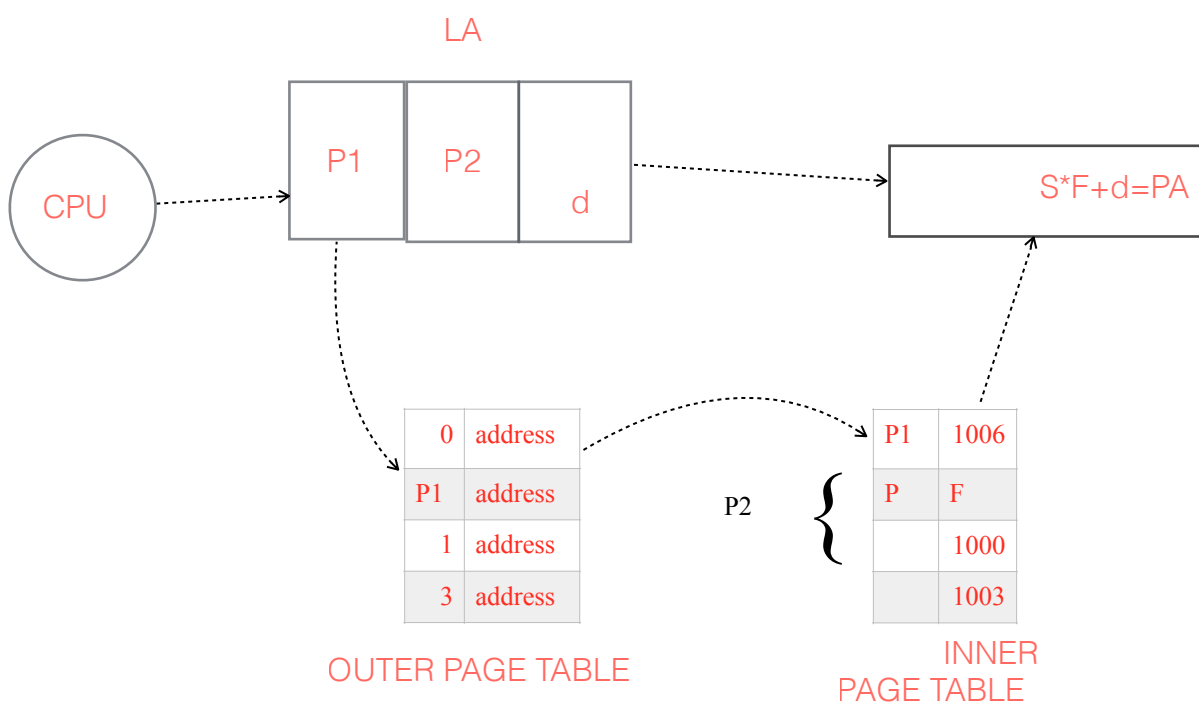 LA
P1 P2 d
CPU
S*F+d=PA
0 address
P1 address
1 address
3 address
P2
P1 1006
P F
1000
1003
OUTER PAGE TABLE
INNER
PAGE TABLE